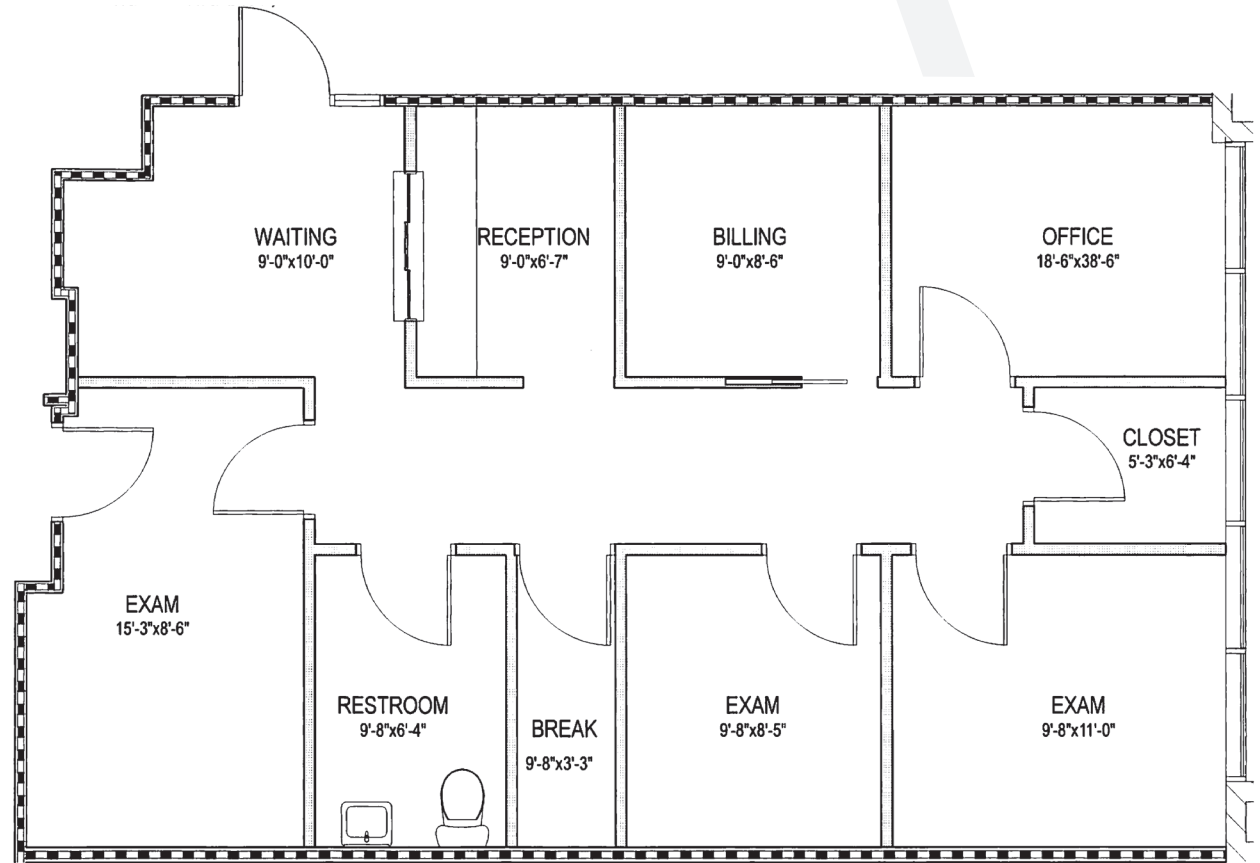 WAITING
9'-0"x10'-0"
RECEPTION
9'-0"x6'-7"
BILLING
9'-0"x8'-6"
OFFICE
18'-6"x38'-6"
CLOSET
5'-3"x6'-4"
EXAM
15'-3"x8'-6"
RESTROOM
9'-8"x6'-4"
BREAK
9'-8"x3'-3"
EXAM
9'-8"x8'-5"
EXAM
9'-8"x11'-0"